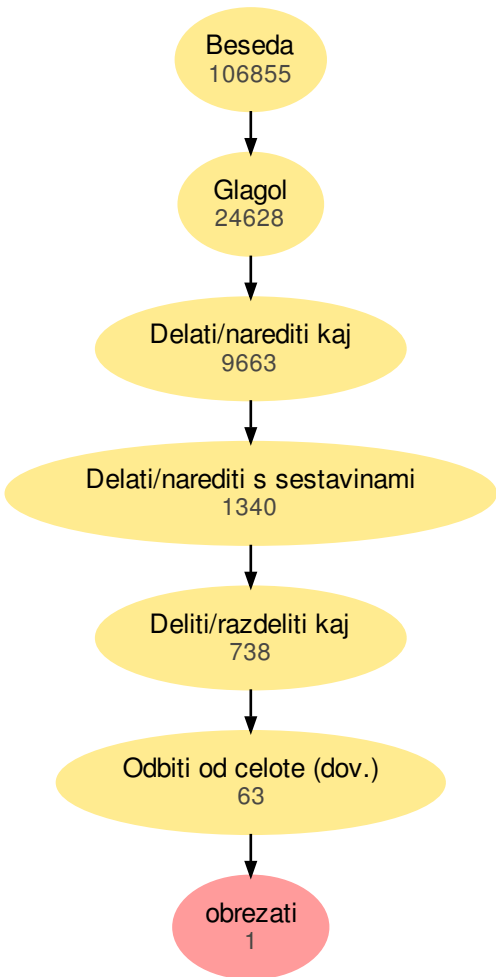 Beseda
106855
Glagol
24628
Delati/narediti kaj
9663
Delati/narediti s sestavinami
1340
Deliti/razdeliti kaj
738
Odbiti od celote (dov.)
63
obrezati
1